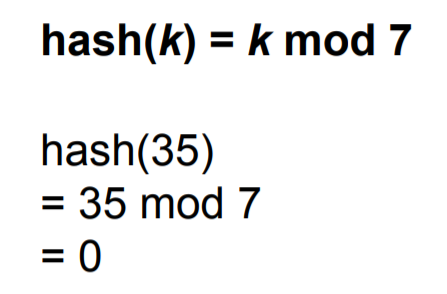 hash(k) = k mod 7
hash(35)
= 35 mod 7
= 0